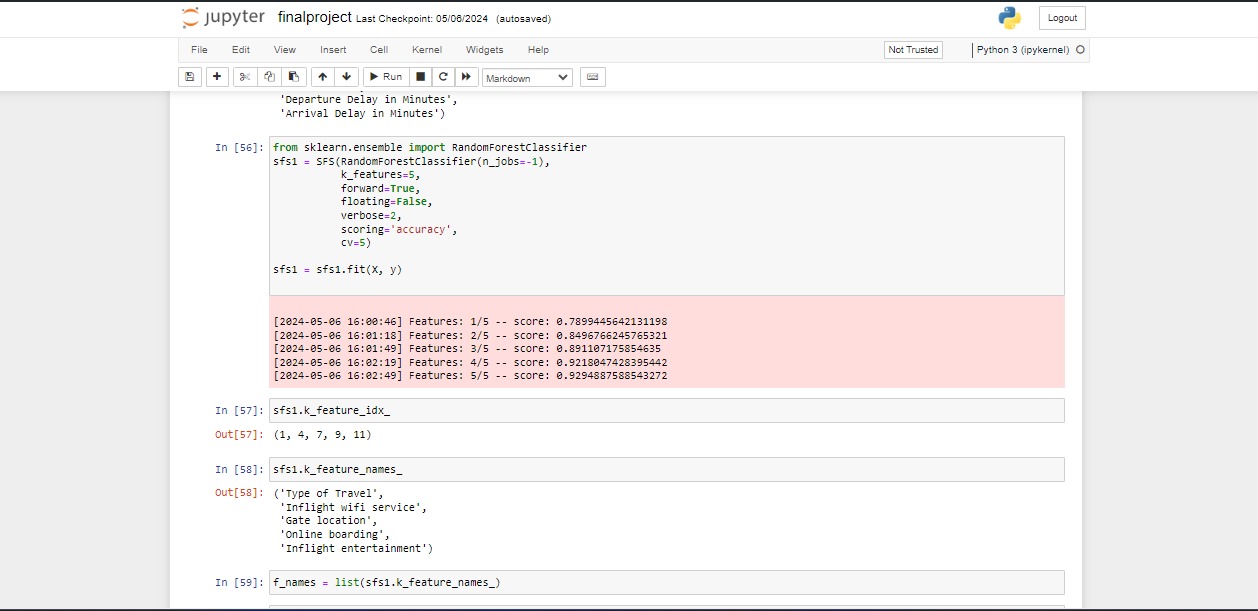 jupyter finalproject Last Checkpoint: 05/06/2024 (autosaved) Logout
File Edit View Insert Cell Kernel Widgets Help Not Trusted Python 3 (ipykernel)
Run Markdown
'Departure Delay in Minutes',
'Arrival Delay in Minutes')
In [56]: from sklearn.ensemble import RandomForestClassifier
sfs1 = SFS(RandomForestClassifier(n_jobs=-1),
k_features=5,
forward=True,
floating=False,
verbose=2,
scoring='accuracy',
cv=5)
sfs1 = sfs1.fit(X, y)
[2024-05-06 16:00:46] Features: 1/5 -- score: 0.7899445642131198
[2024-05-06 16:01:18] Features: 2/5 -- score: 0.8496766245765321
[2024-05-06 16:01:49] Features: 3/5 -- score: 0.891107175854635
[2024-05-06 16:02:19] Features: 4/5 -- score: 0.9218047428395442
[2024-05-06 16:02:49] Features: 5/5 -- score: 0.9294887588543272
In [57]: sfs1.k_feature_idx_
Out[57]: (1, 4, 7, 9, 11)
In [58]: sfs1.k_feature_names_
Out[58]: ('Type of Travel',
'Inflight wifi service',
'Gate location',
'Online boarding',
'Inflight entertainment')
In [59]: f_names = list(sfs1.k_feature_names_)